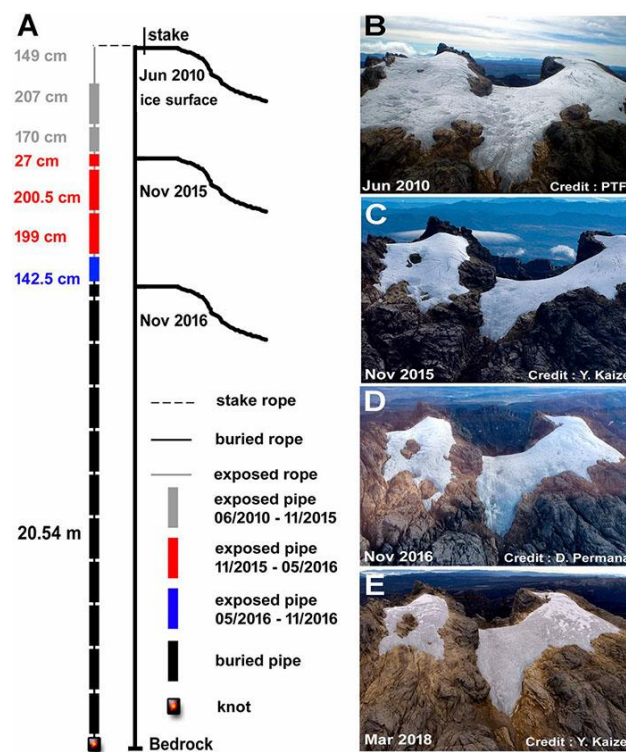 A
stake
149 cm
Jun 2010
ice surface
207 cm
170 cm
27 cm
200.5 cm
Nov 2015
199 cm
142.5 cm
Nov 2016
stake rope
buried rope
exposed rope
exposed pipe
06/2010 - 11/2015
20.54 m
exposed pipe
11/2015 - 05/2016
exposed pipe
05/2016 - 11/2016
buried pipe
knot
Bedrock
B
Jun 2010
Credit : PTFI
C
Nov 2015
Credit : Y. Kaize
D
Nov 2016
Credit : D. Permana
E
Mar 2018
Credit : Y. Kaize